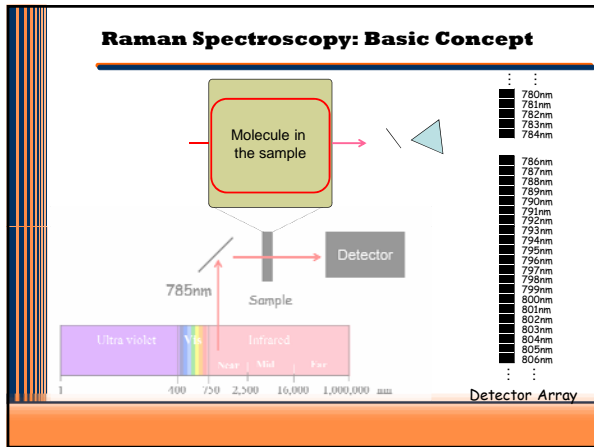 Raman Spectroscopy: Basic Concept
Molecule in
the sample
Detector
785nm
Sample
Ultra violet Vis Infrared
Near Mid Far
1 400 750 2,500 16,000 1,000,000 nm
780nm
781nm
782nm
783nm
784nm
786nm
787nm
788nm
789nm
790nm
791nm
792nm
793nm
794nm
795nm
796nm
797nm
798nm
799nm
800nm
801nm
802nm
803nm
804nm
805nm
806nm
Detector Array